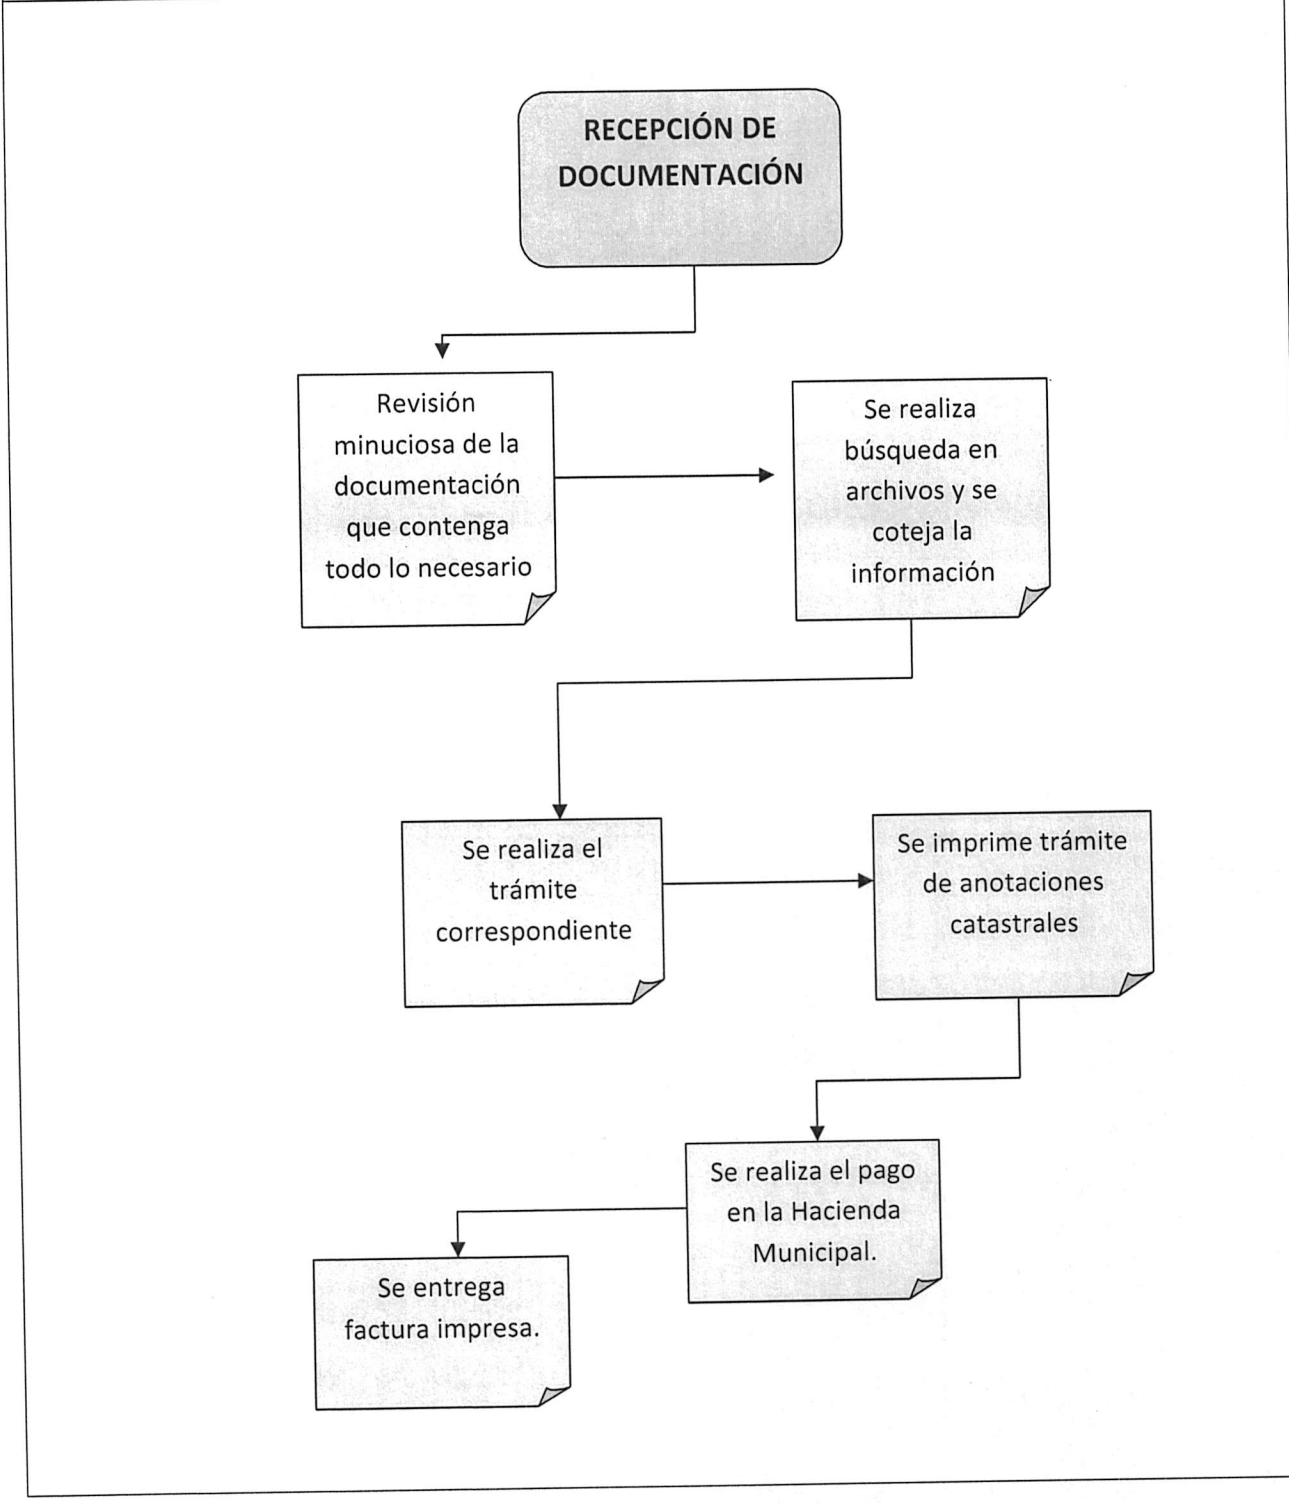 RECEPCIÓN DE
DOCUMENTACIÓN
Revisión
minuciosa de la
documentación
que contenga
todo lo necesario
Se realiza
búsqueda en
archivos y se
coteja la
información
Se realiza el
trámite
correspondiente
Se imprime trámite
de anotaciones
catastrales
Se realiza el pago
en la Hacienda
Municipal.
Se entrega
factura impresa.